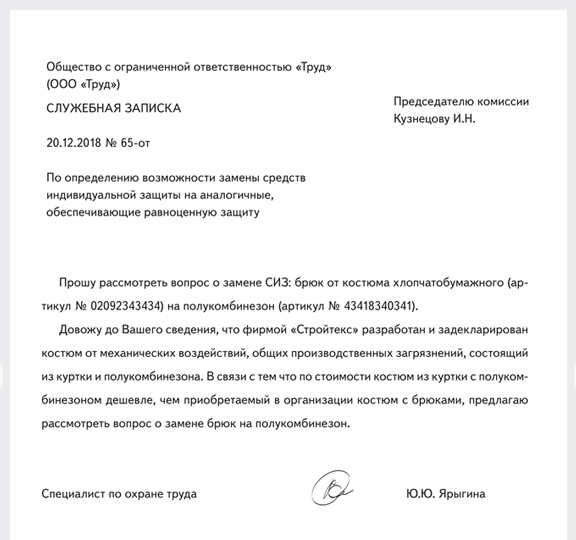 Общество с ограниченной ответственностью «Труд»
(ООО «Труд»)
СЛУЖЕБНАЯ ЗАПИСКА
Председателю комиссии
Кузнецову И.Н.
20.12.2018 № 65-от
По определению возможности замены средств
индивидуальной защиты на аналогичные,
обеспечивающие равноценную защиту
Прошу рассмотреть вопрос о замене СИЗ: брюк от костюма хлопчатобумажного (ар-
тикул № 02092343434) на полукомбинезон (артикул № 43418340341).
Довожу до Вашего сведения, что фирмой «Стройтекс» разработан и задекларирован
костюм от механических воздействий, общих производственных загрязнений, состоящий
из куртки и полукомбинезона. В связи с тем что по стоимости костюм из куртки с полуком-
бинезоном дешевле, чем приобретаемый в организации костюм с брюками, предлагаю
рассмотреть вопрос о замене брюк на полукомбинезон.
Специалист по охране труда Ю.Ю. Ярыгина